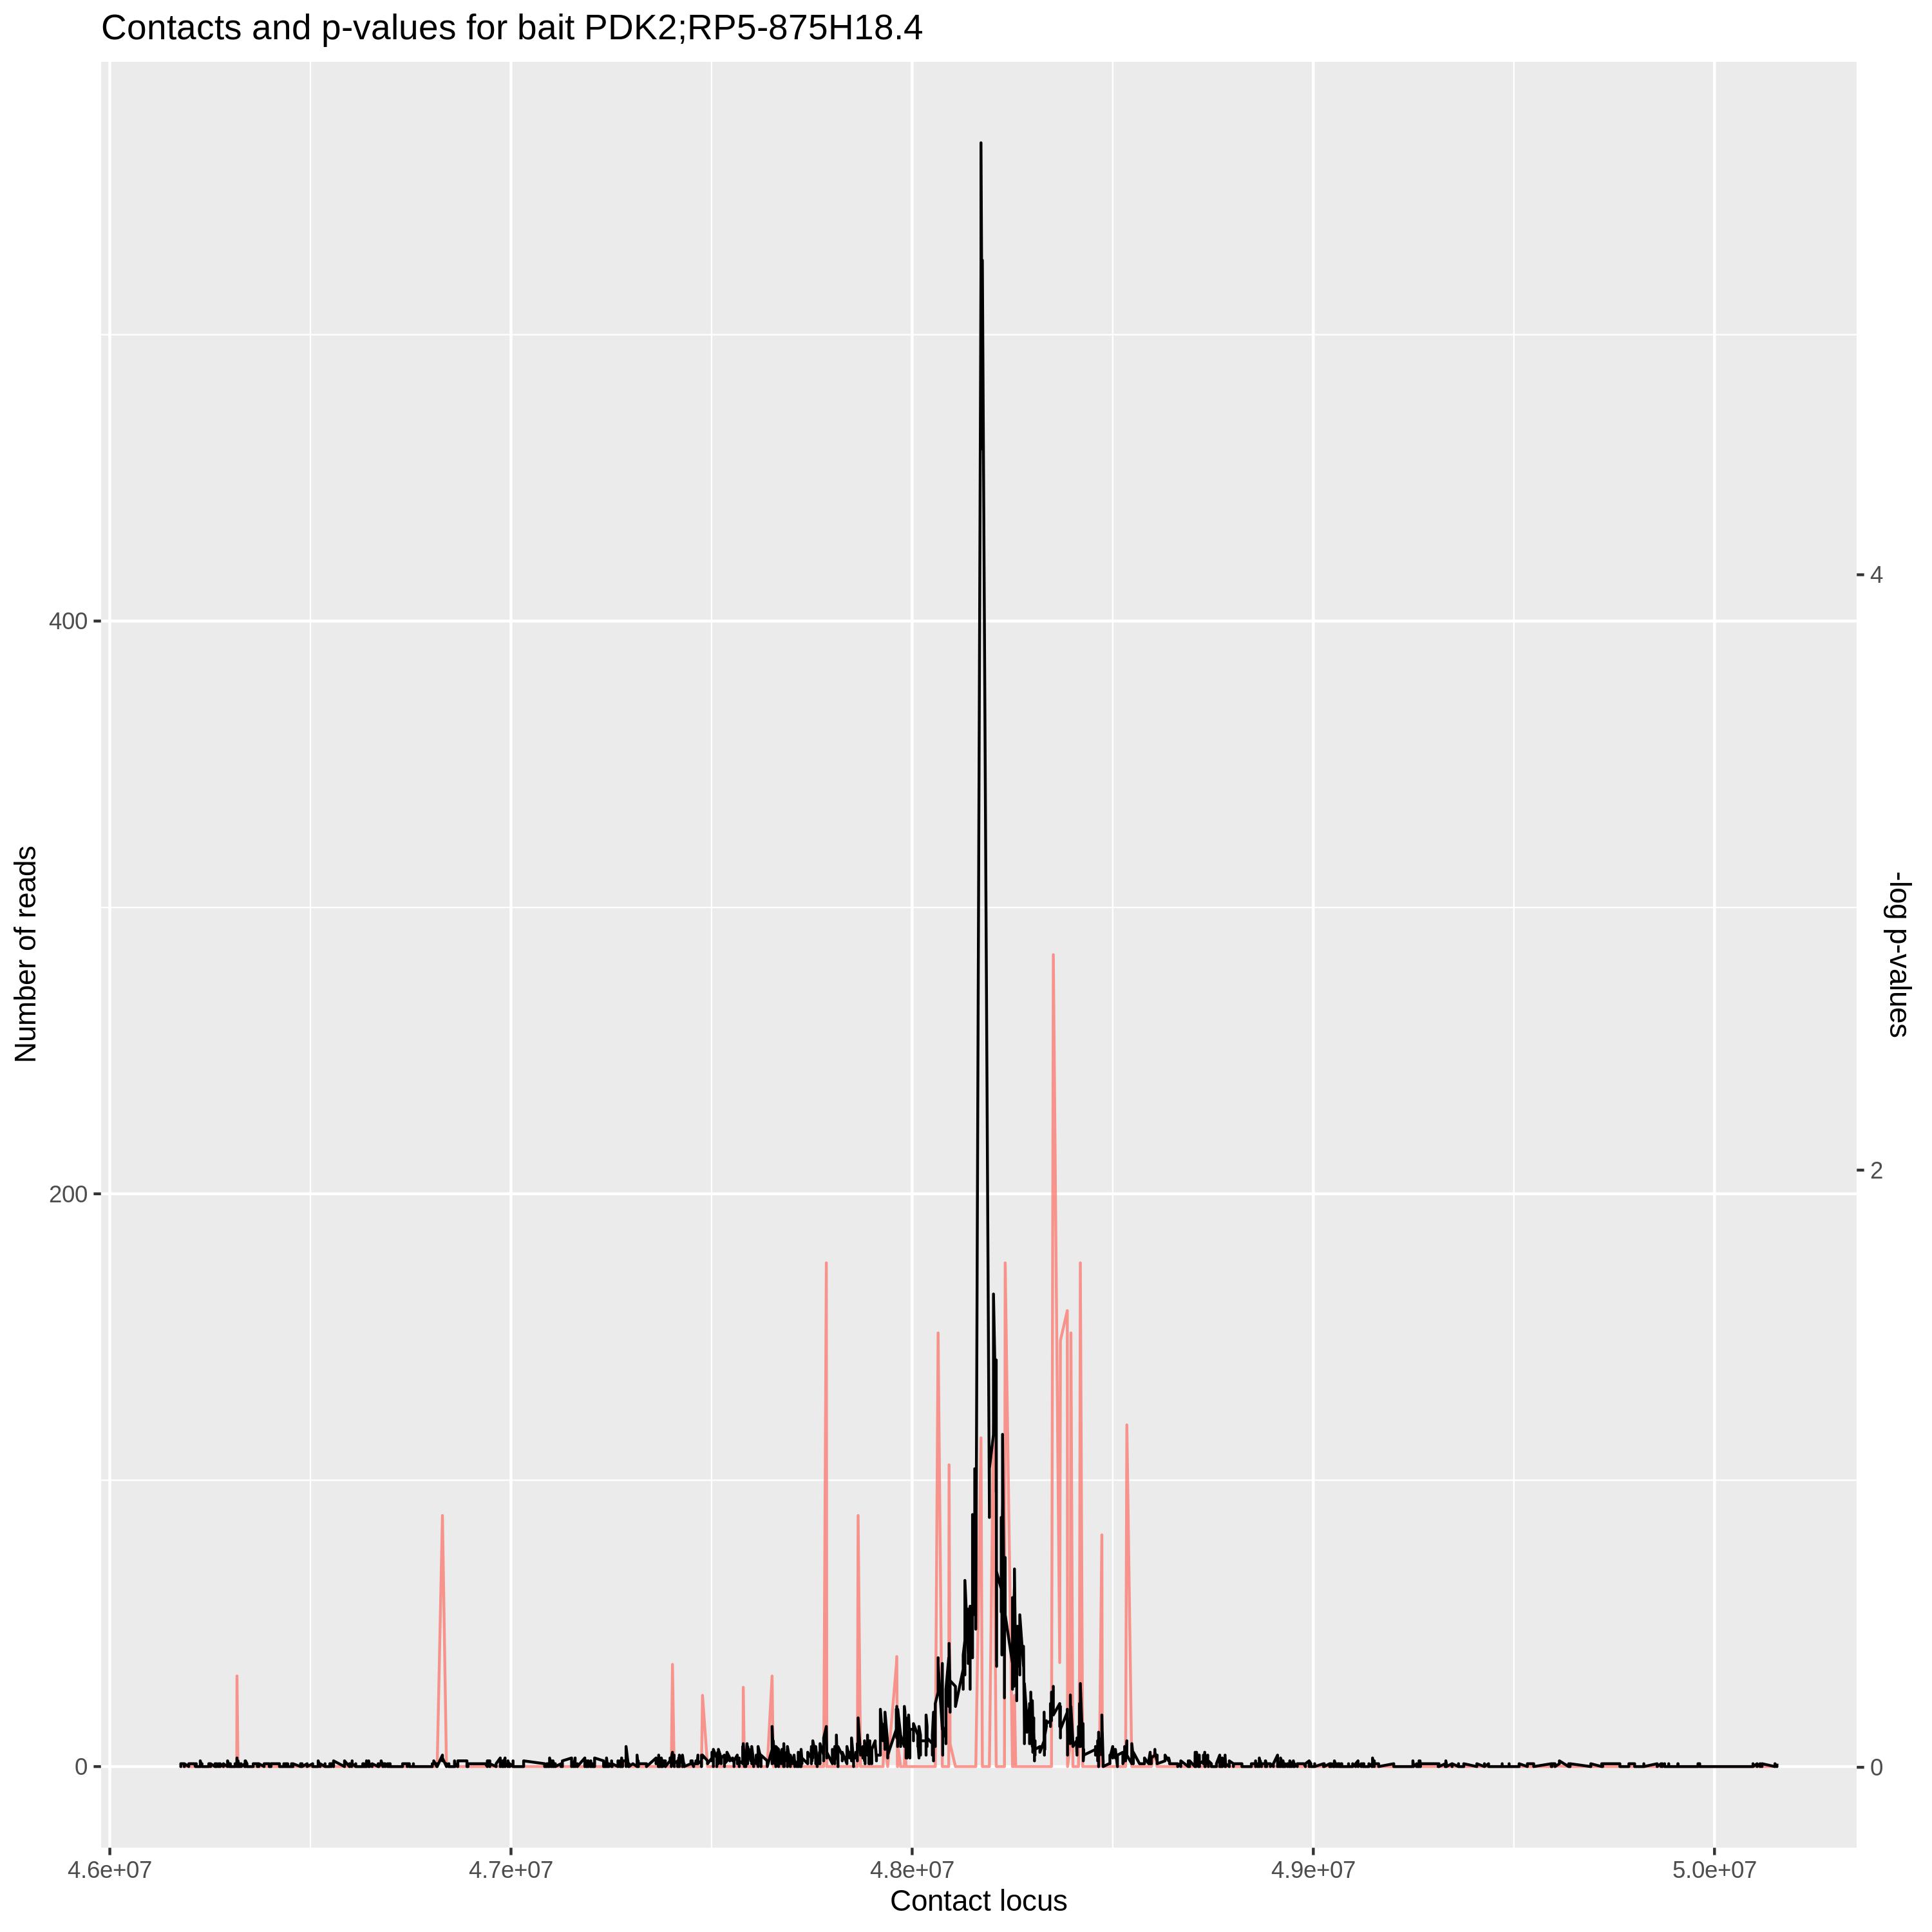 Contacts and p-values for bait PDK2;RP5-875H18.4
Number of reads
400
200
0
4
2
0
-log p-values
4.6e+07 4.7e+07 4.8e+07 4.9e+07 5.0e+07
Contact locus